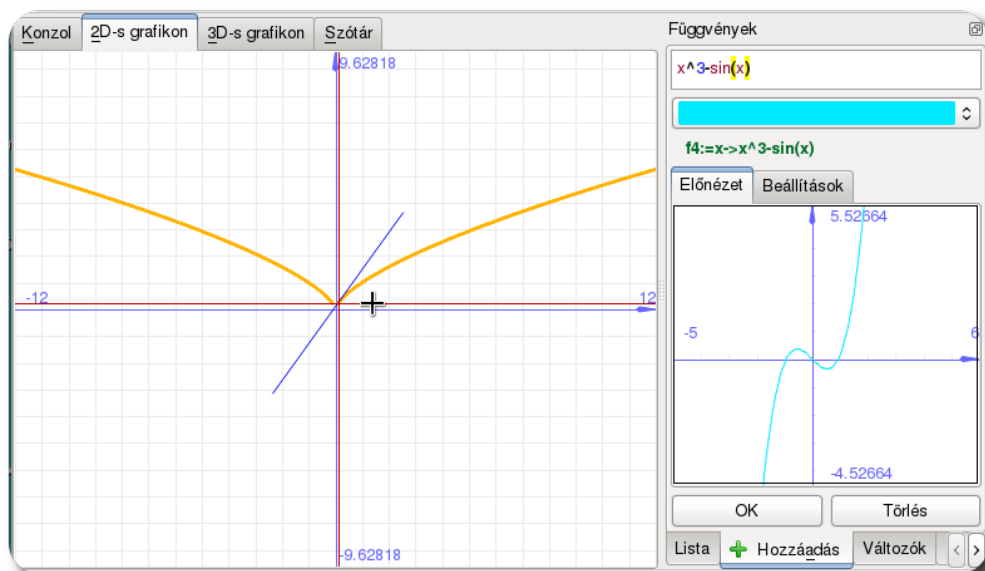 Konzol 2D-s grafikon 3D-s grafikon Szótár
9.62818
-12
12
-9.62818
Függvények
x^3-sin(x)
f4:=x->x^3-sin(x)
Előnézet Beállítások
5.52664
-5
6
-4.52664
OK Törlés
Lista Hozzáadás Változók